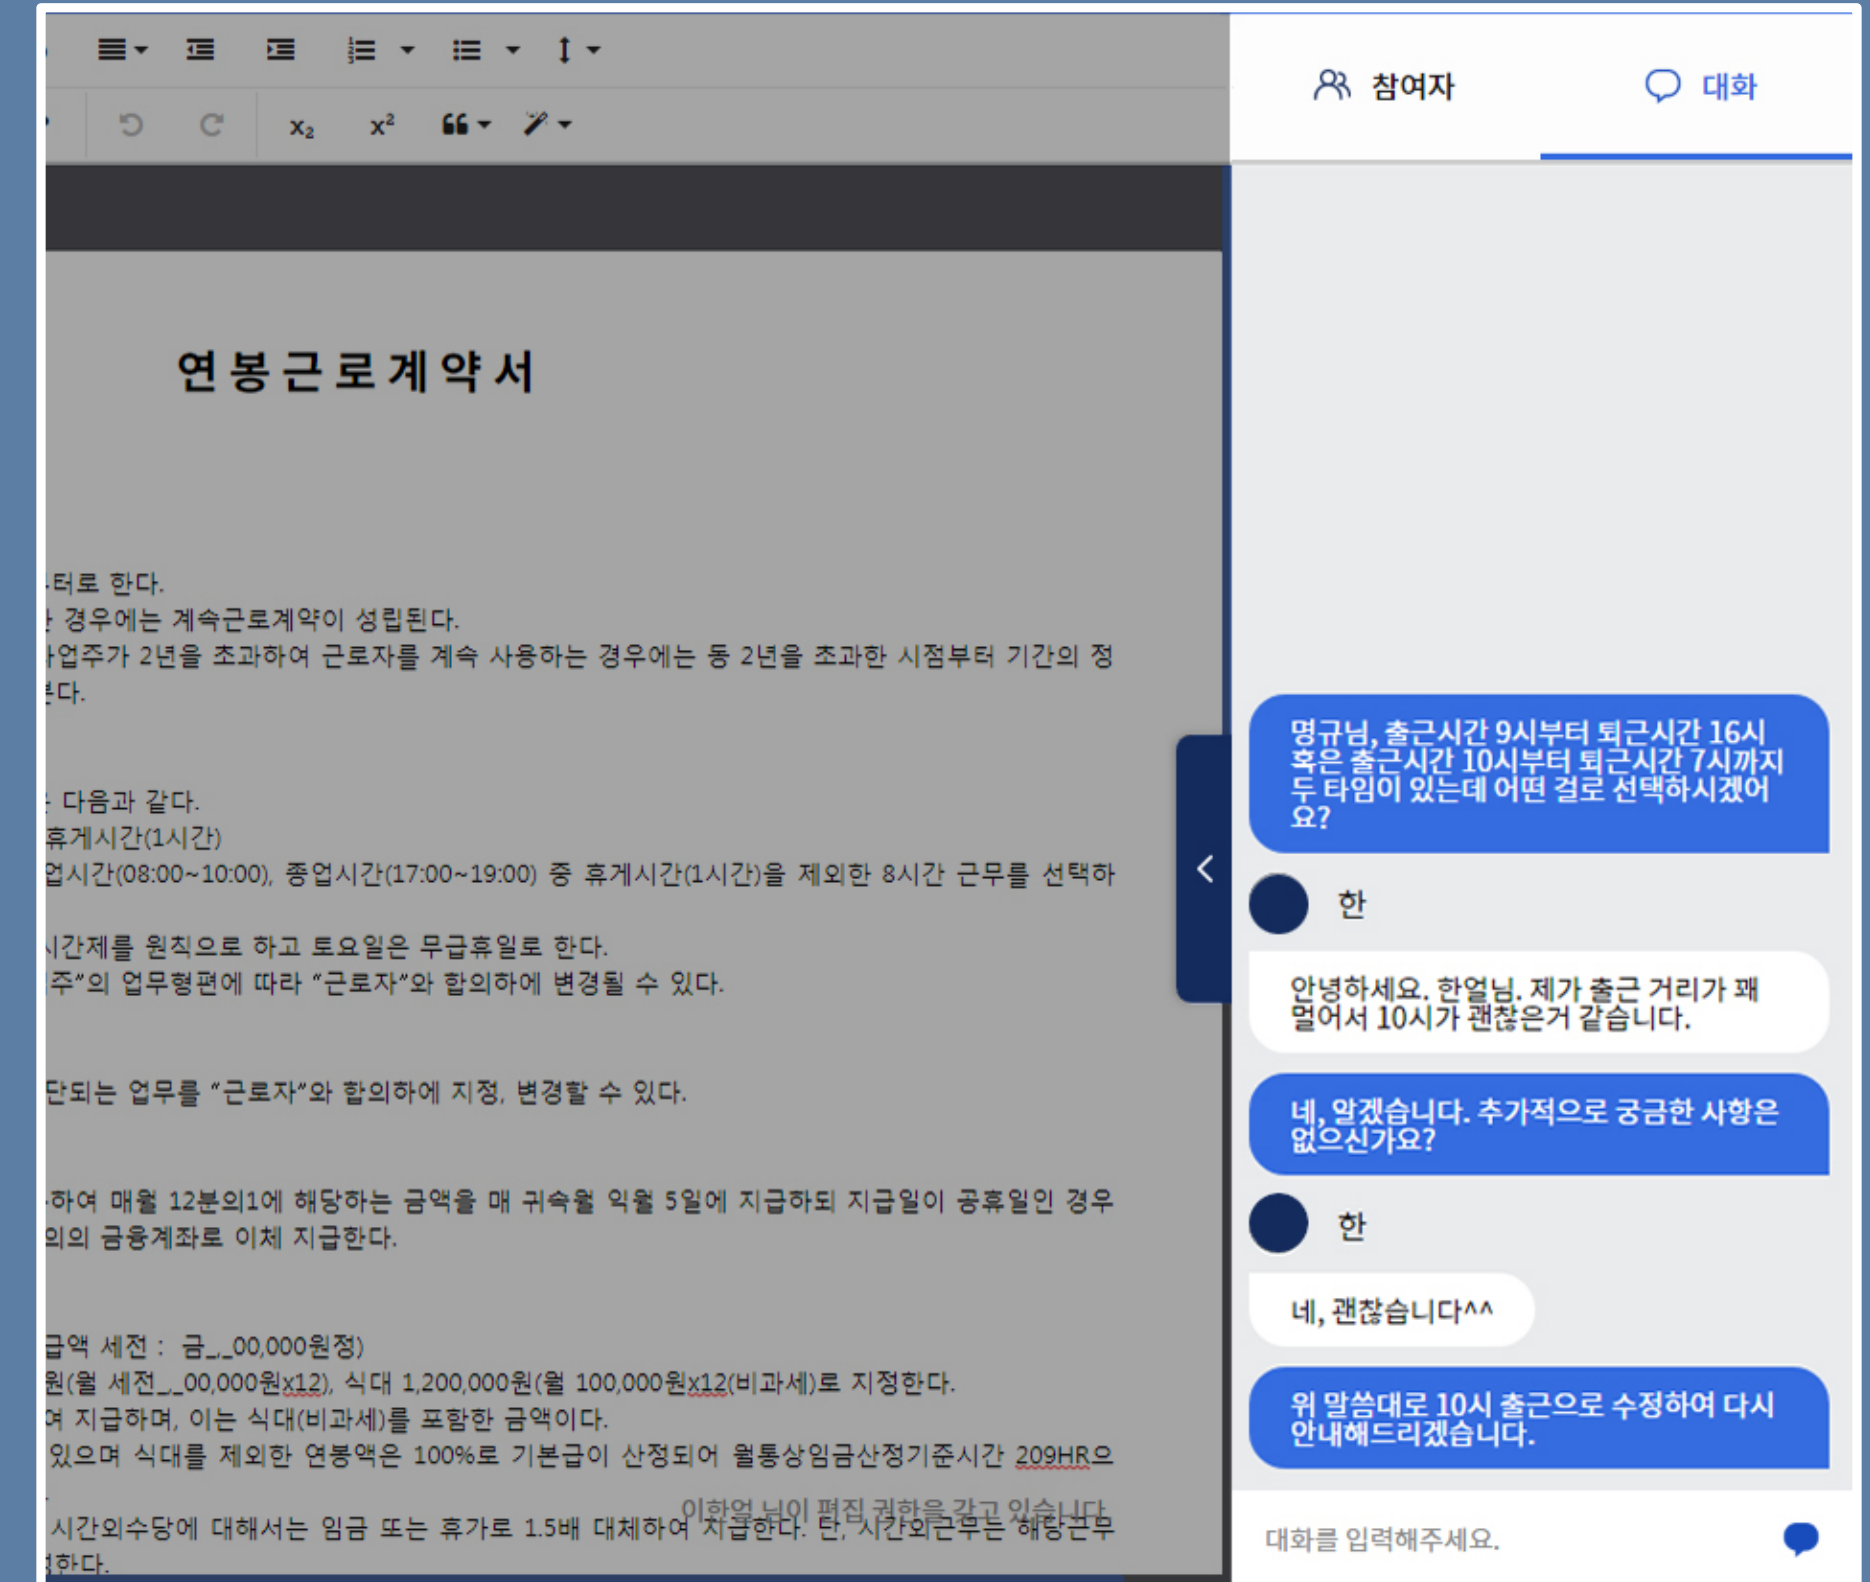 x₂ x²
참여자 대화
연봉근로계약서
터로 한다.
경우에는 계속근로계약이 성립된다.
업주가 2년을 초과하여 근로자를 계속 사용하는 경우에는 동 2년을 초과한 시점부터 기간의 정
다.
다음과 같다.
휴게시간(1시간)
업시간(08:00~10:00), 종업시간(17:00~19:00) 중 휴게시간(1시간)을 제외한 8시간 근무를 선택하
시간제를 원칙으로 하고 토요일은 무급휴일로 한다.
주”의 업무형편에 따라 “근로자”와 합의하에 변경될 수 있다.
단되는 업무를 “근로자”와 합의하에 지정, 변경할 수 있다.
하여 매월 12분의1에 해당하는 금액을 매 귀속월 익월 5일에 지급하되 지급일이 공휴일인 경우
의의 금융계좌로 이체 지급한다.
급액 세전 : 금_,_00,000원정)
원(월 세전_,_00,000원x12), 식대 1,200,000원(월 100,000원x12(비과세)로 지정한다.
여 지급하며, 이는 식대(비과세)를 포함한 금액이다.
있으며 식대를 제외한 연봉액은 100%로 기본급이 산정되어 월통상임금산정기준시간 209HR으
이한얼 님이 편집 권한을 갖고 있습니다.
시간외수당에 대해서는 임금 또는 휴가로 1.5배 대체하여 지급한다. 단, 시간외근무는 해당근무
한다.
명규님, 출근시간 9시부터 퇴근시간 16시
혹은 출근시간 10시부터 퇴근시간 7시까지
두 타임이 있는데 어떤 걸로 선택하시겠어
요?
한
안녕하세요. 한얼님. 제가 출근 거리가 꽤
멀어서 10시가 괜찮은거 같습니다.
네, 알겠습니다. 추가적으로 궁금한 사항은
없으신가요?
한
네, 괜찮습니다^^
위 말씀대로 10시 출근으로 수정하여 다시
안내해드리겠습니다.
대화를 입력해주세요.